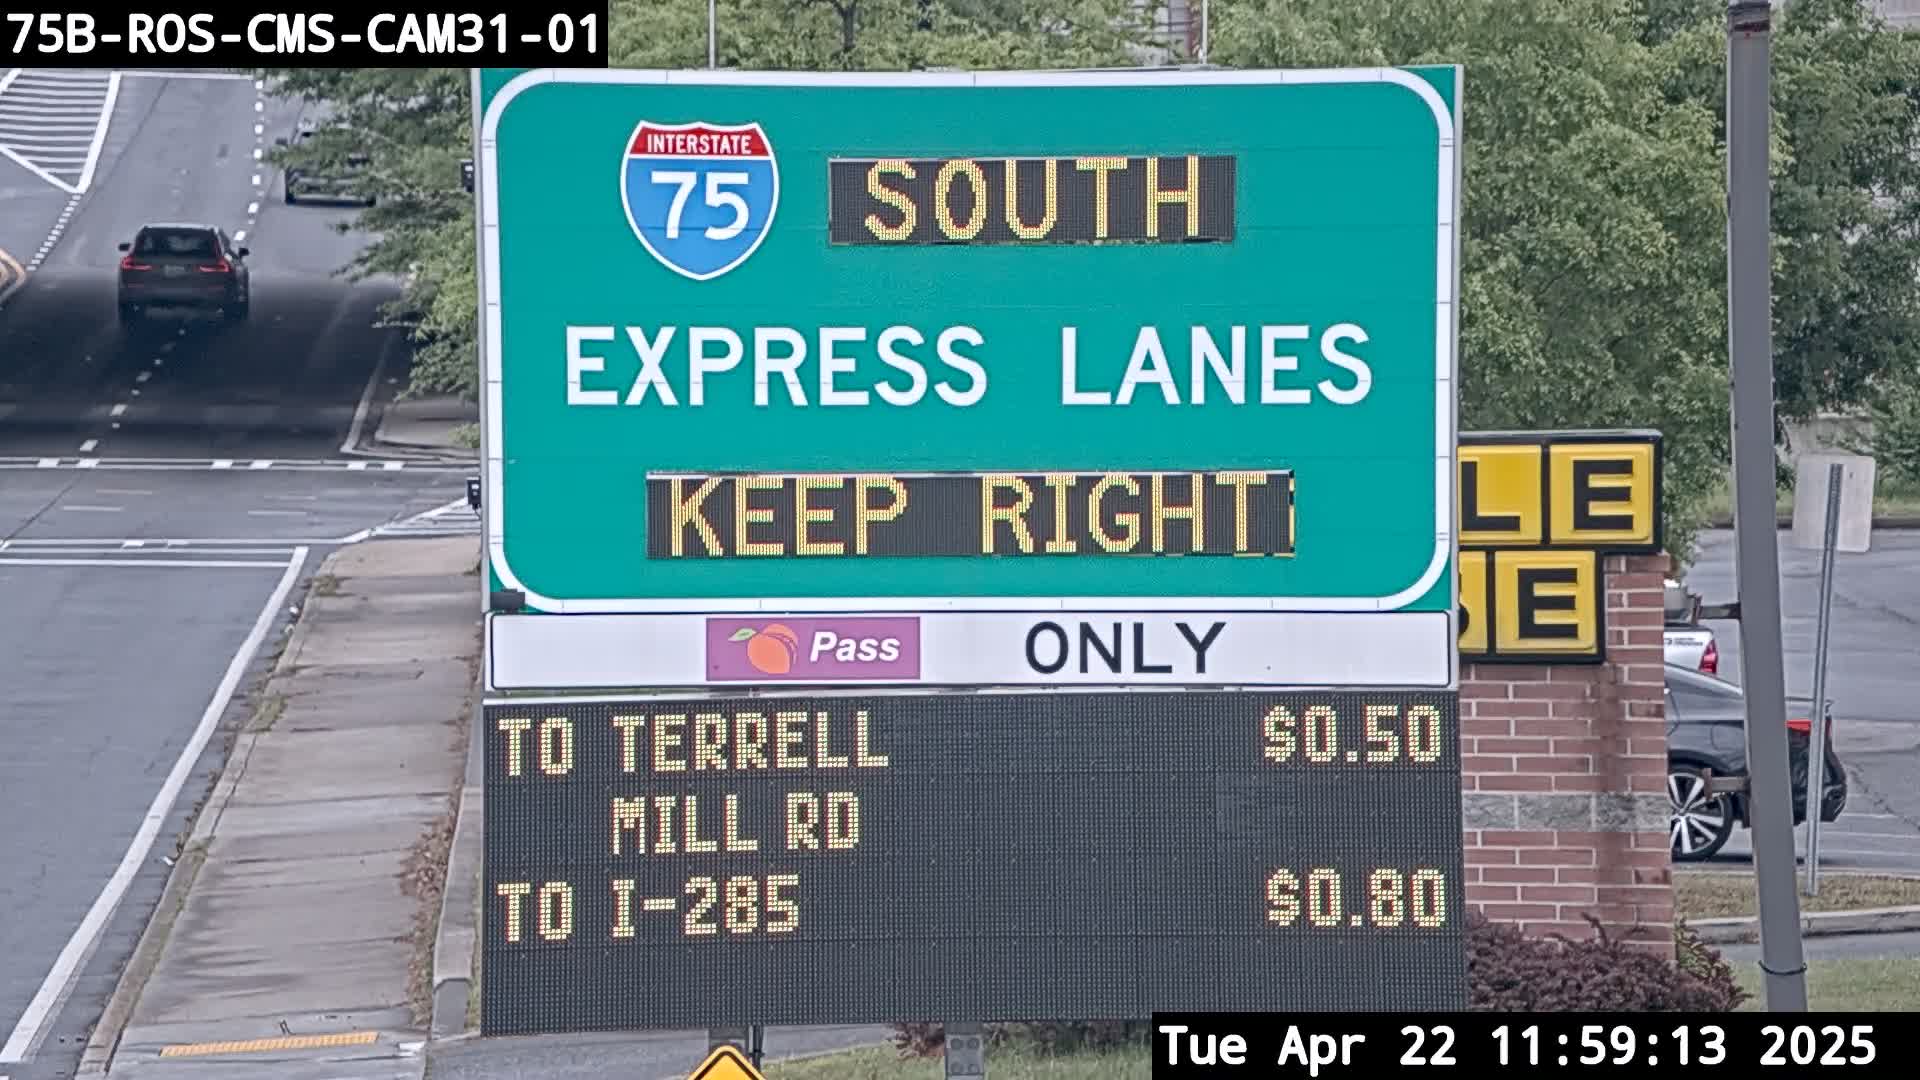 75B-ROS-CMS-CAM31-01
INTERSTATE
75
SOUTH
EXPRESS LANES
KEEP RIGHT
Pass ONLY
TO TERRELL $0.50
MILL RD
TO I-285 $0.80
LE
E
Tue Apr 22 11:59:13 2025